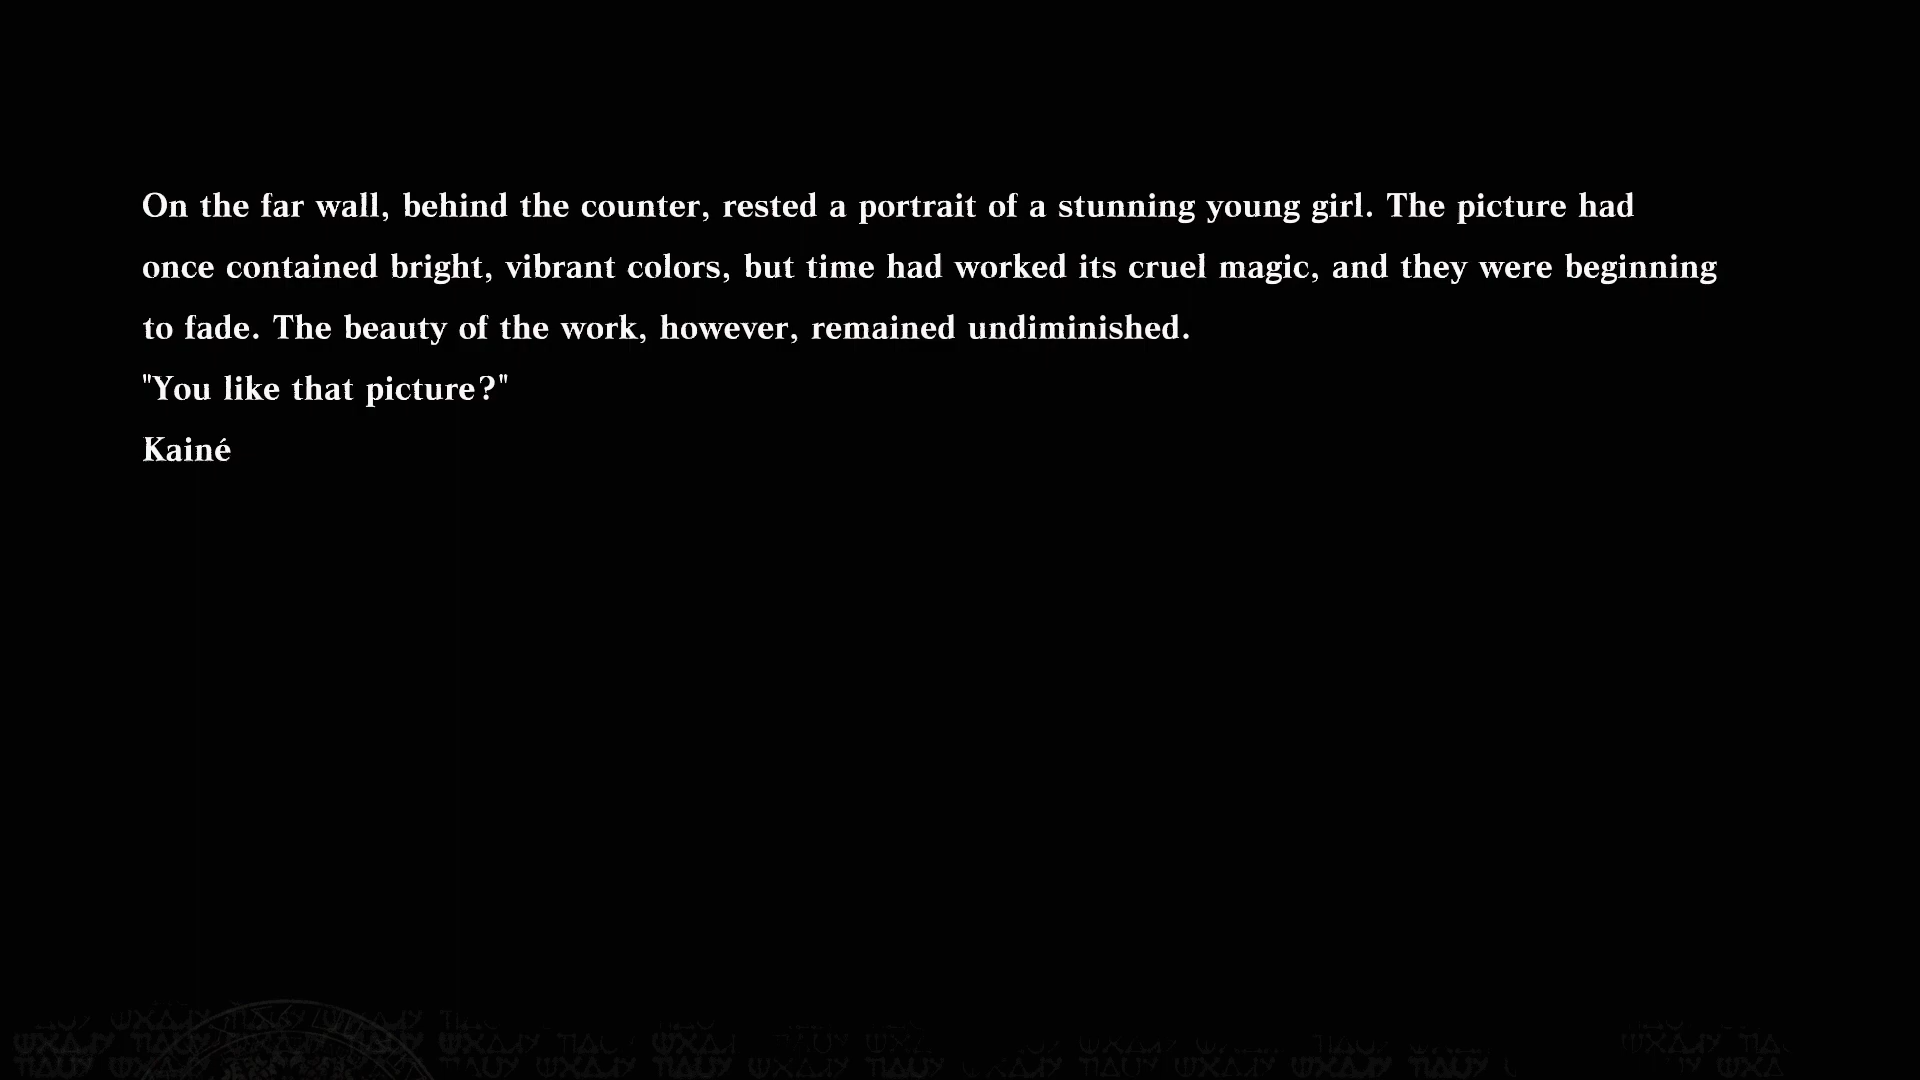 On the far wall, behind the counter, rested a portrait of a stunning young girl. The picture had
once contained bright, vibrant colors, but time had worked its cruel magic, and they were beginning
to fade. The beauty of the work, however, remained undiminished.
"You like that picture?"
Kainé